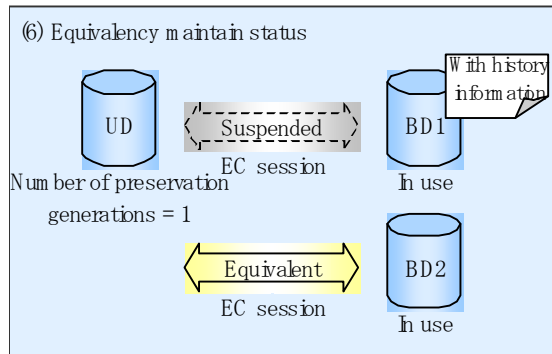 (6) Equivalency maintain status
With history
information
UD
Suspended
BD1
EC session
In use
Number of preservation
generations = 1
Equivalent
BD2
EC session
In use